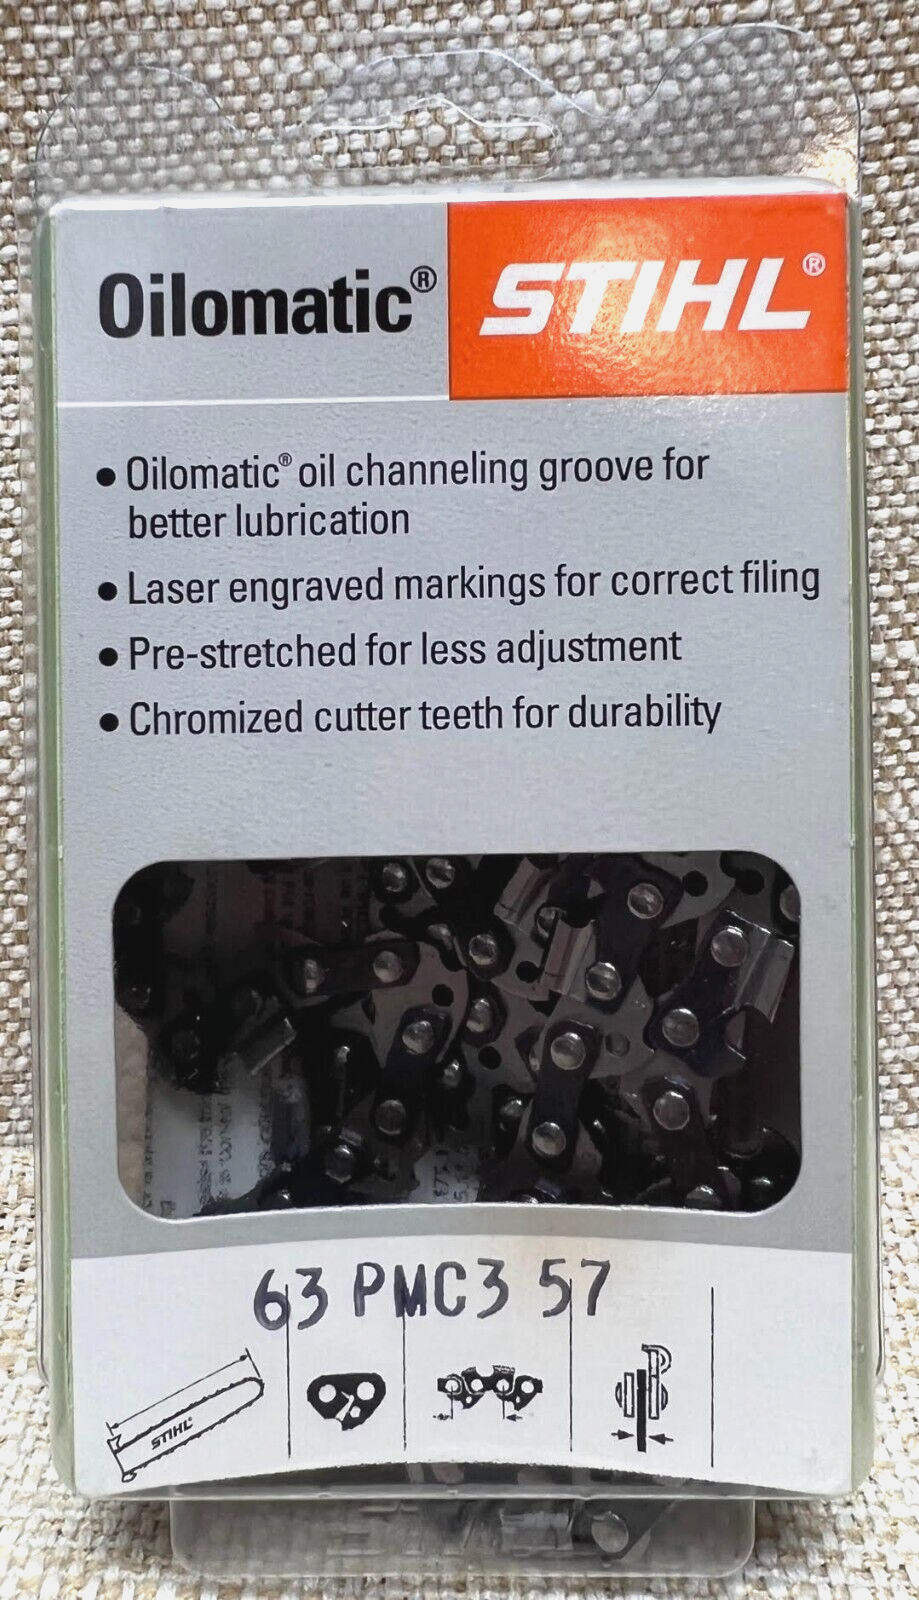 Oilomatic®
STIHL®
• Oilomatic® oil channeling groove for
better lubrication
• Laser engraved markings for correct filing
• Pre-stretched for less adjustment
• Chromized cutter teeth for durability
63 PMC3 57
STIHL®